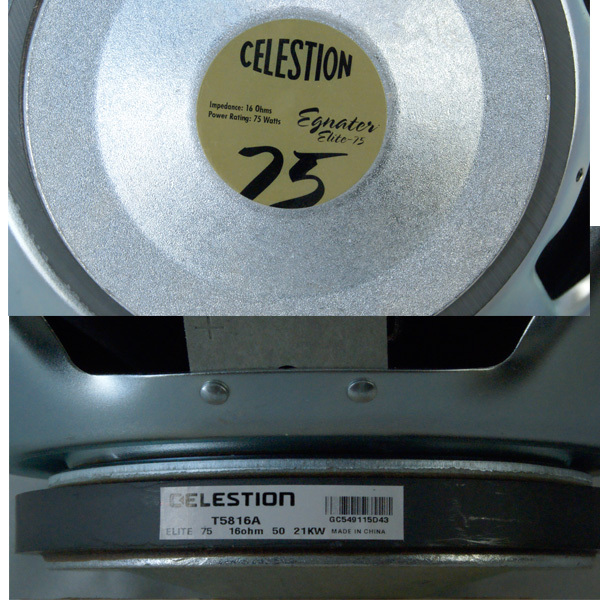 CELESTION
Impedance: 16 Ohms
Power Rating: 75 Watts
Egnater
Elite-75
75
CELESTION
T5816A
GC549115D43
ELITE 75 16ohm 50 21KW MADE IN CHINA